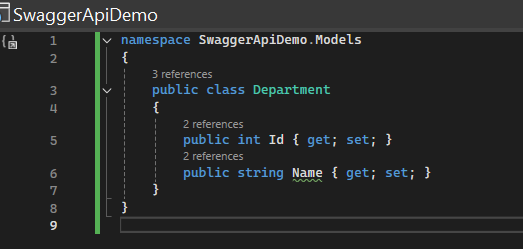 SwaggerApiDemo
1 namespace SwaggerApiDemo.Models
2 {
3 references
3 public class Department
4 {
2 references
5 public int Id { get; set; }
2 references
6 public string Name { get; set; }
7 }
8 }
9